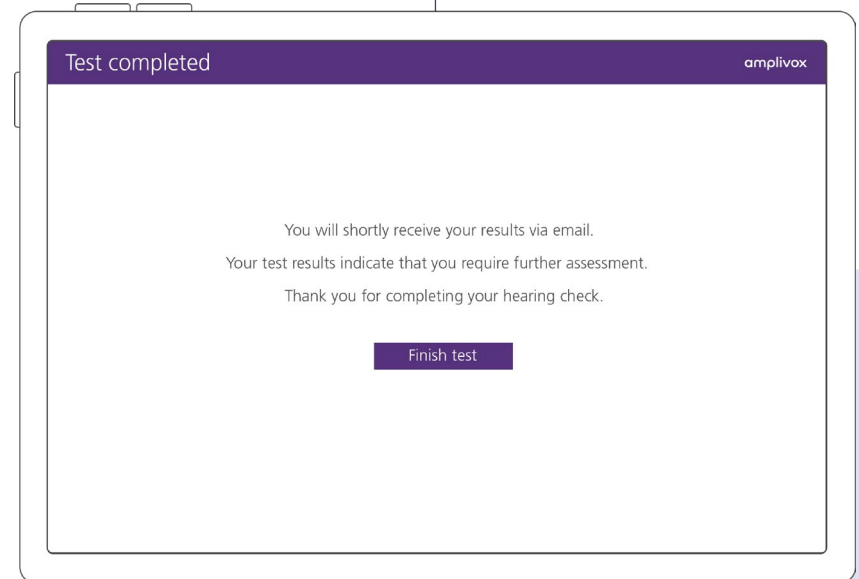 Test completed
amplivox
You will shortly receive your results via email.
Your test results indicate that you require further assessment.
Thank you for completing your hearing check.
Finish test